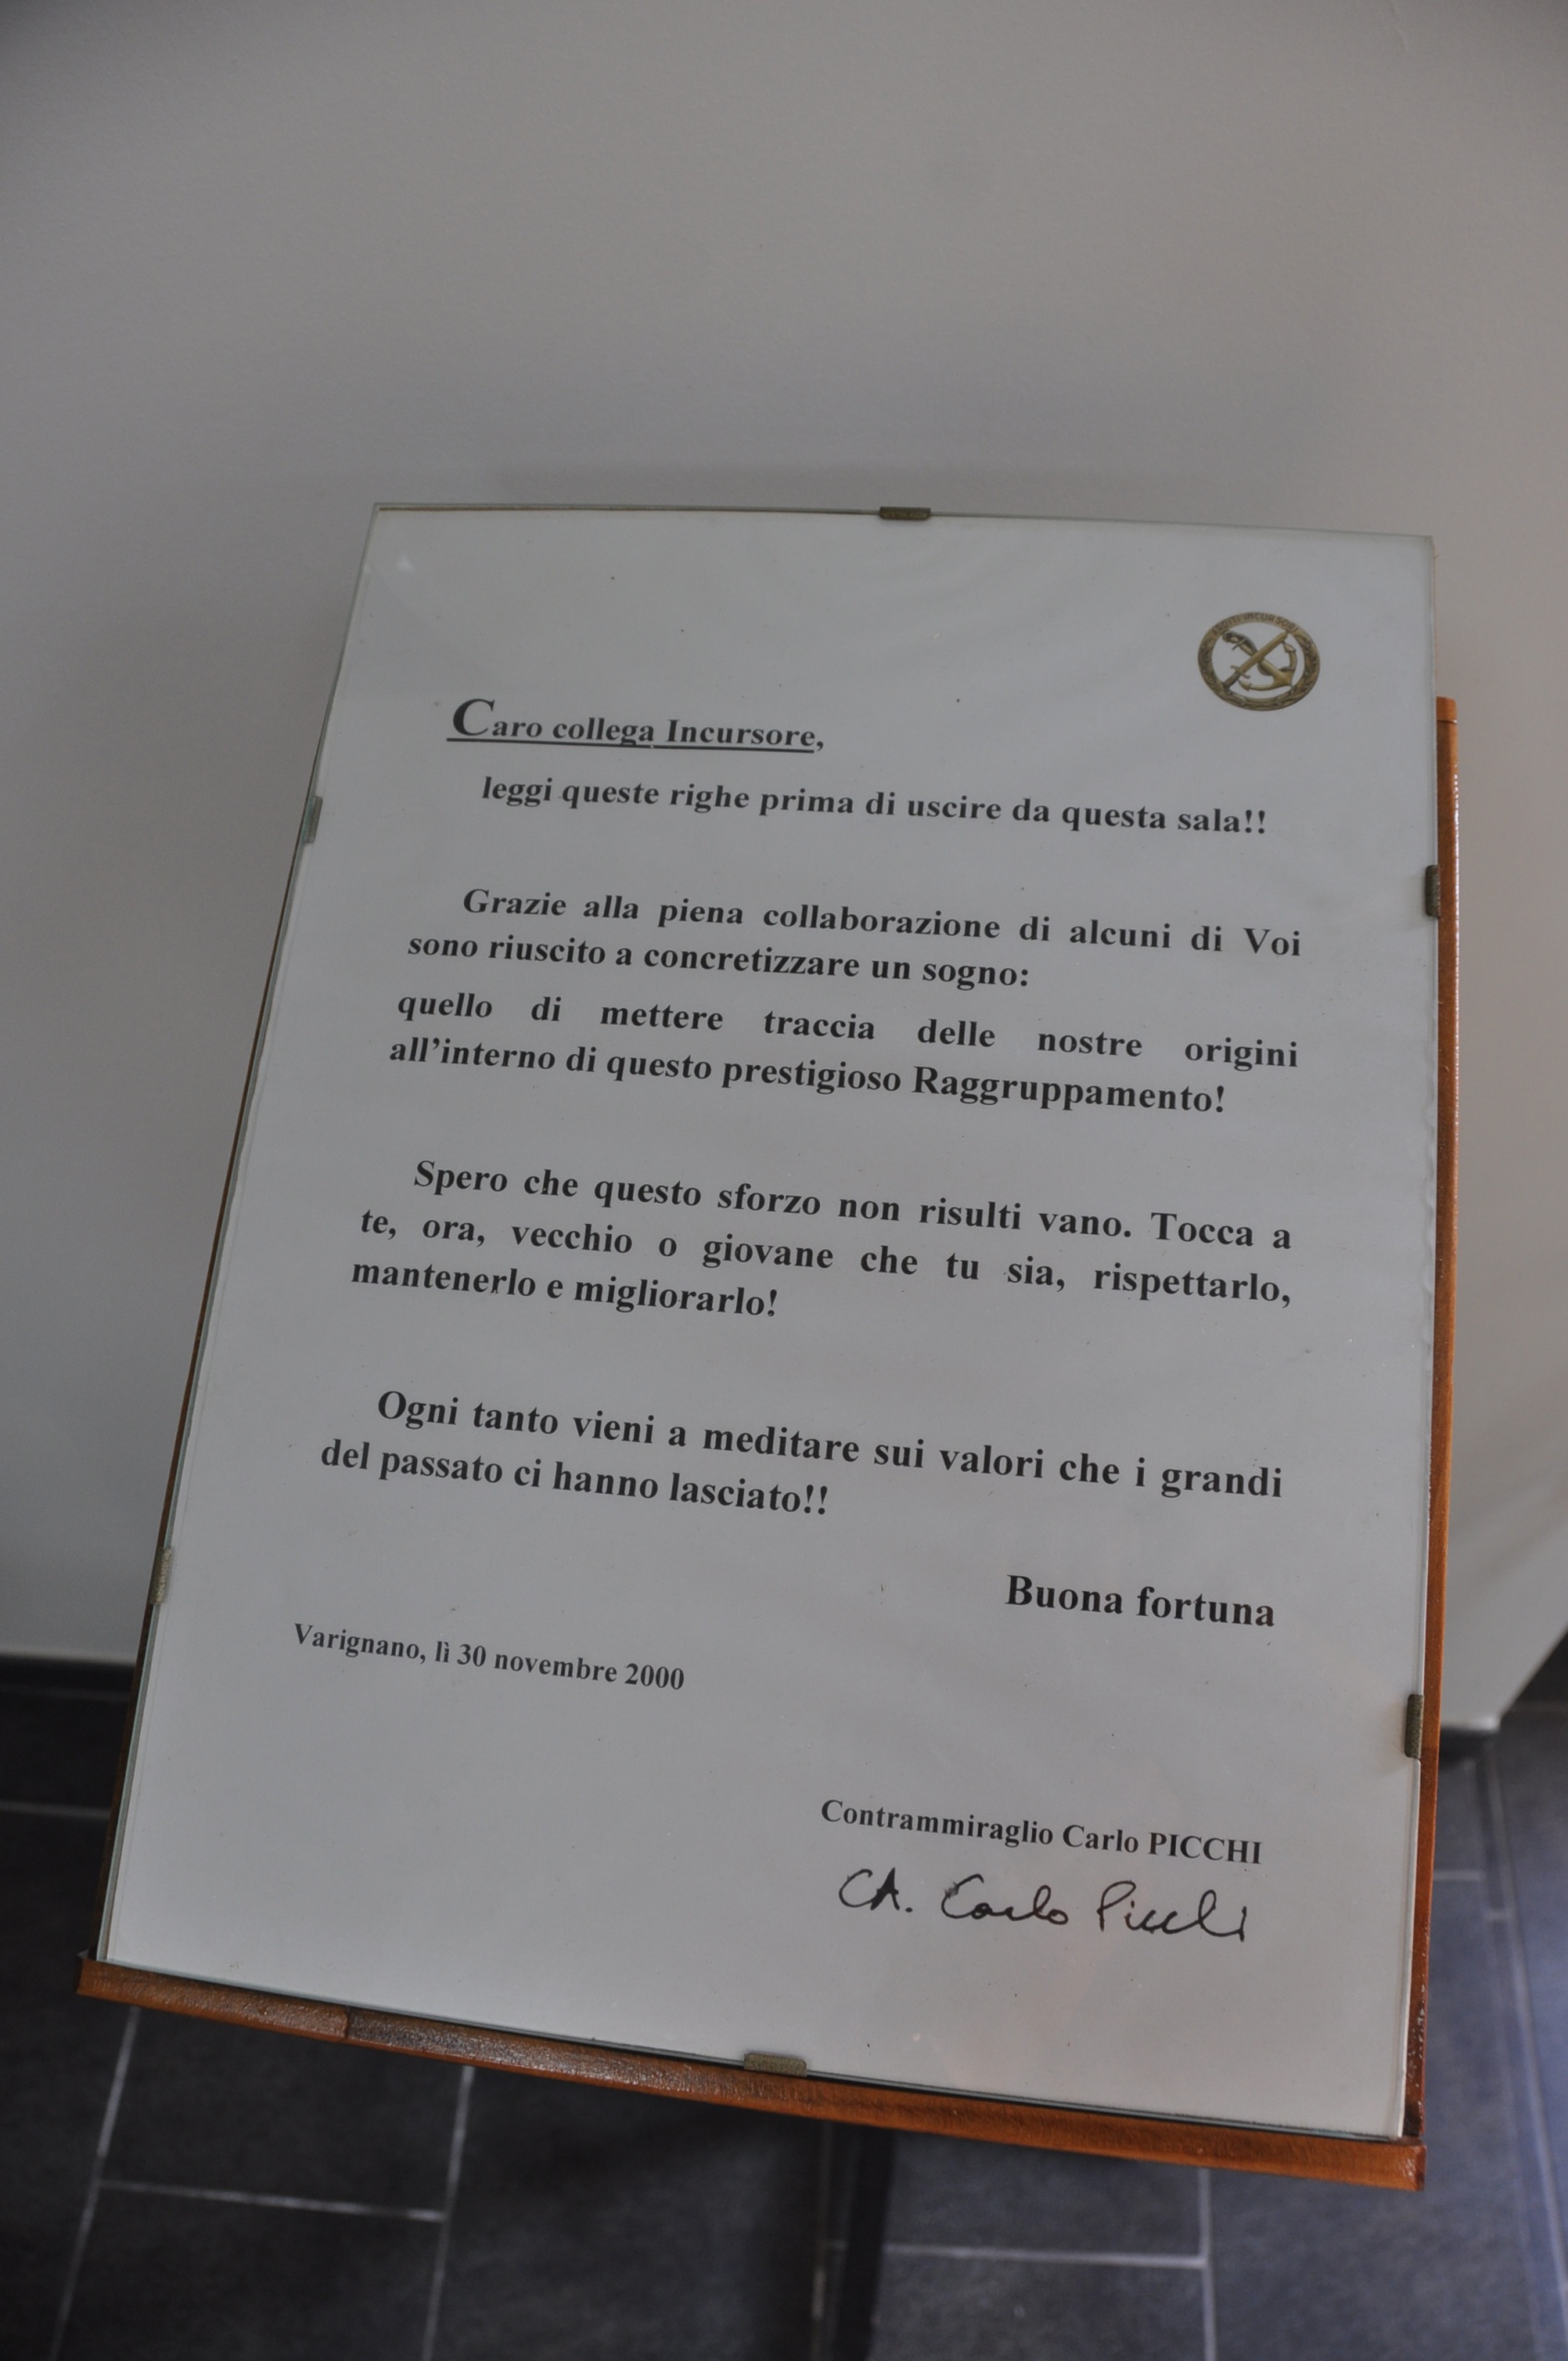 Caro collega Incursore,
leggi queste righe prima di uscire da questa sala!!
Grazie alla piena collaborazione di alcuni di Voi
sono riuscito a concretizzare un sogno:
quello di mettere traccia delle nostre origini
all'interno di questo prestigioso Raggruppamento!
Spero che questo sforzo non risulti vano. Tocca a
te, ora, vecchio o giovane che tu sia, rispettarlo,
mantenerlo e migliorarlo!
Ogni tanto vieni a meditare sui valori che i grandi
del passato ci hanno lasciato!!
Buona fortuna
Varignano, lì 30 novembre 2000
Contrammiraglio Carlo PICCHI
CA. Carlo Picchi